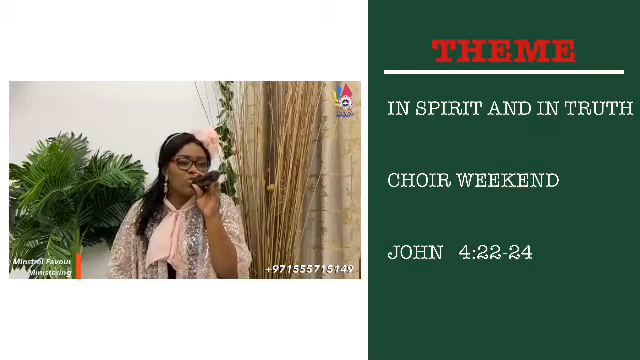 THEME
IN SPIRIT AND IN TRUTH
CHOIR WEEKEND
JOHN 4:22-24
Minstrel Favour
Ministering
+971555715149